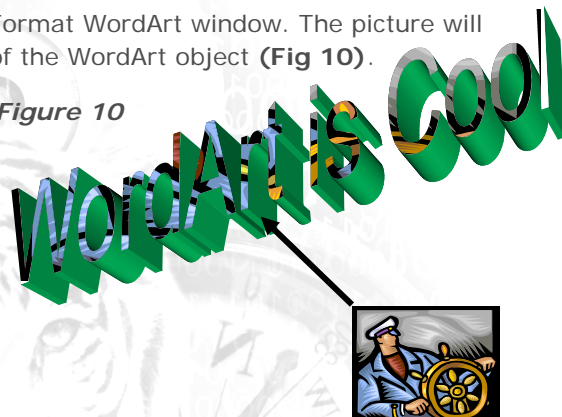 Format WordArt window. The picture will
of the WordArt object (Fig 10).
Figure 10
WordArt is Cool!